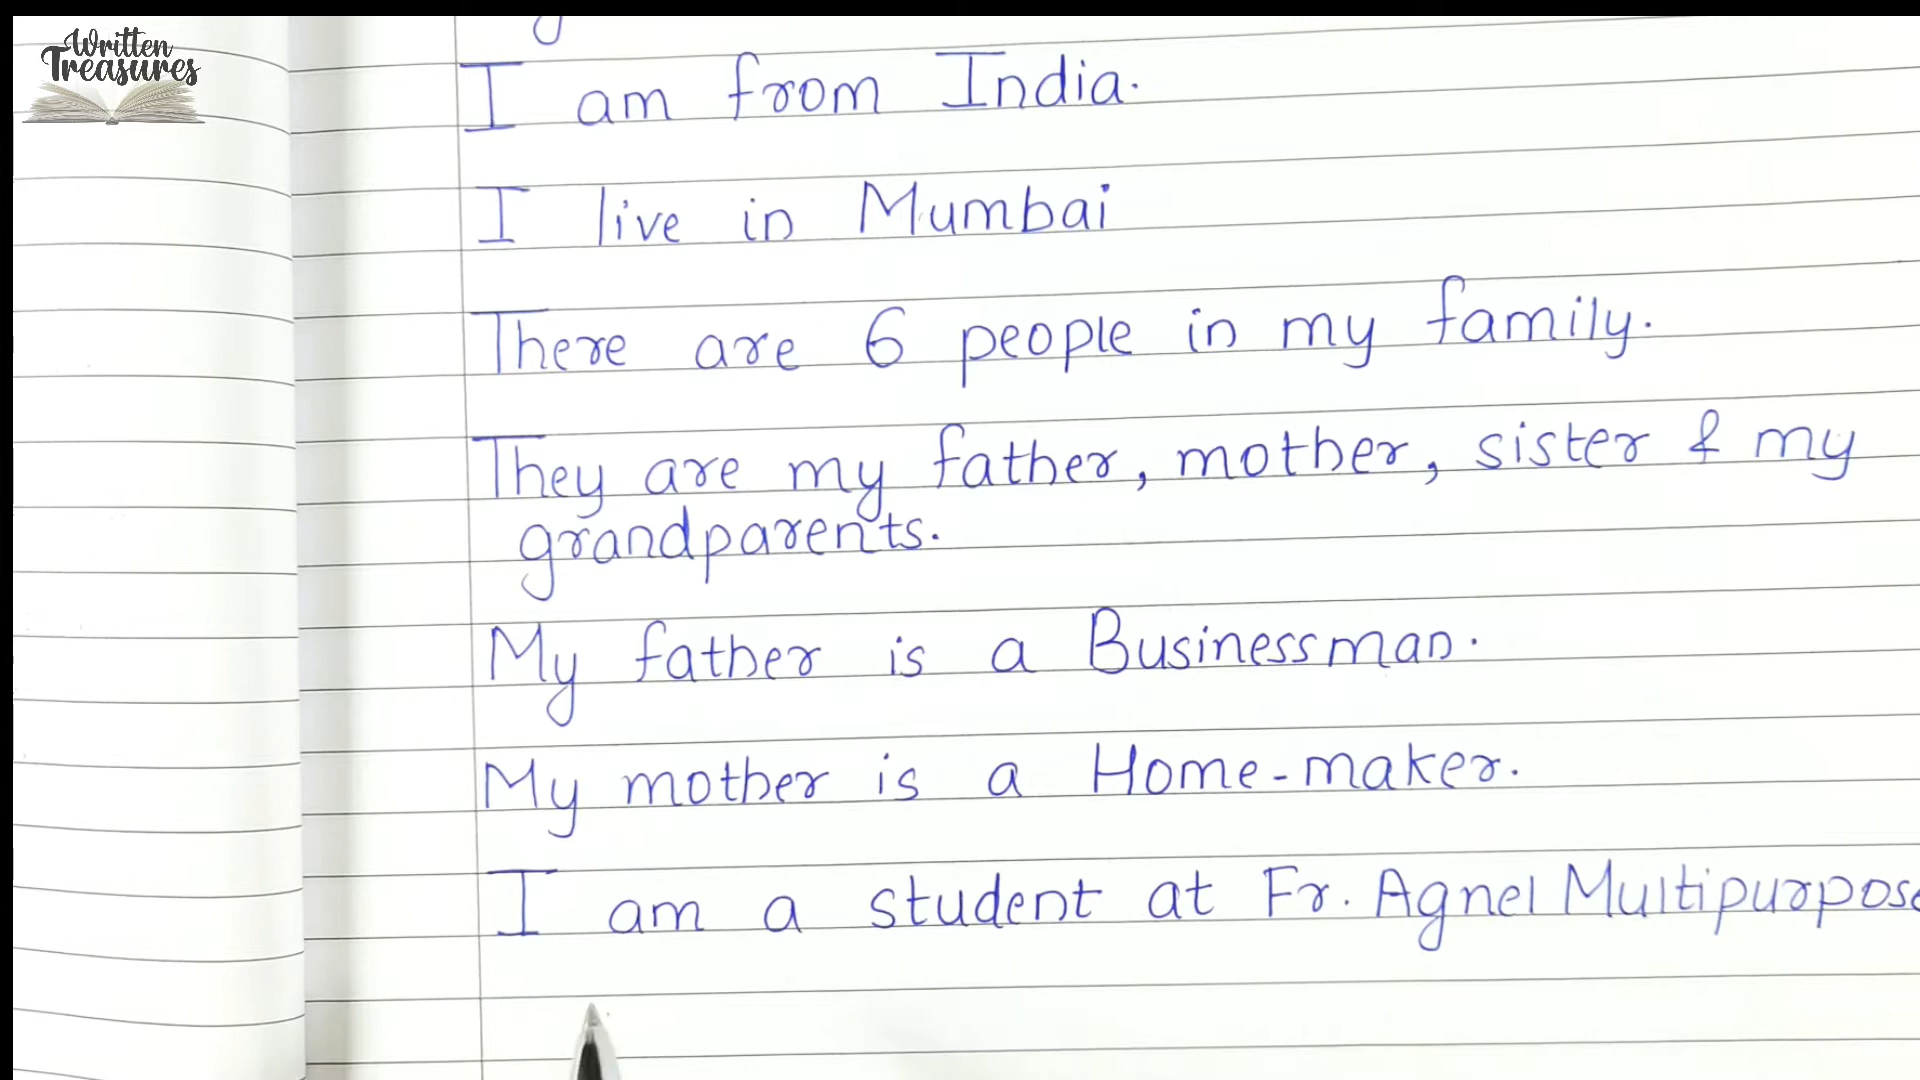 Written
Treasures
I am from India.
I live in Mumbai
There are 6 people in my family.
They are my father, mother, sister & my
grandparents.
My father is a Businessman.
My mother is a Home-maker.
I am a student at Fr. Agnel Multipurpose